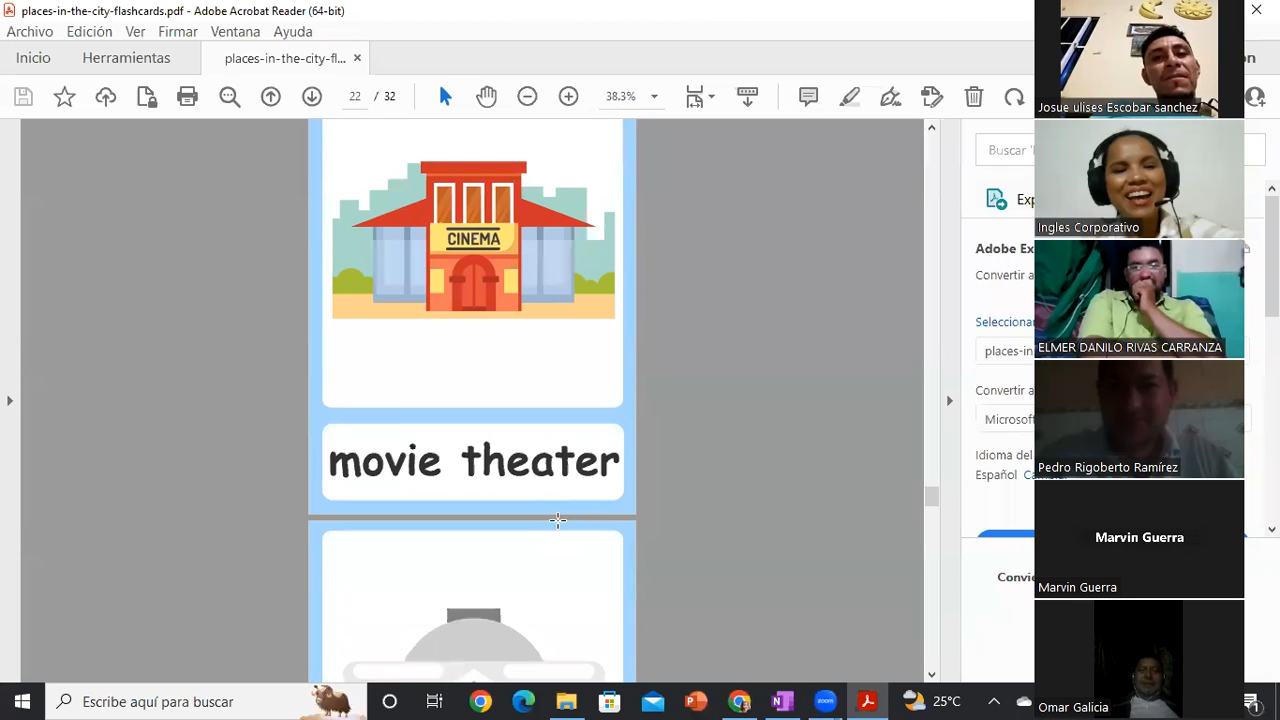 places-in-the-city-flashcards.pdf - Adobe Acrobat Reader (64-bit)
Archivo Edición Ver Firmar Ventana Ayuda
Inicio Herramientas places-in-the-city-fl...
22 / 32 38.3%
CINEMA
movie theater
Buscar
Adobe Ex
Convertir a
Seleccionar
places-in
Convertir a
Microsof
Idioma del
Español
Convie
Josue ulises Escobar sanchez
Ingles Corporativo
ELMER DANILO RIVAS CARRANZA
Pedro Rigoberto Ramírez
Marvin Guerra
Marvin Guerra
Omar Galicia
Escribe aquí para buscar
zoom
25°C